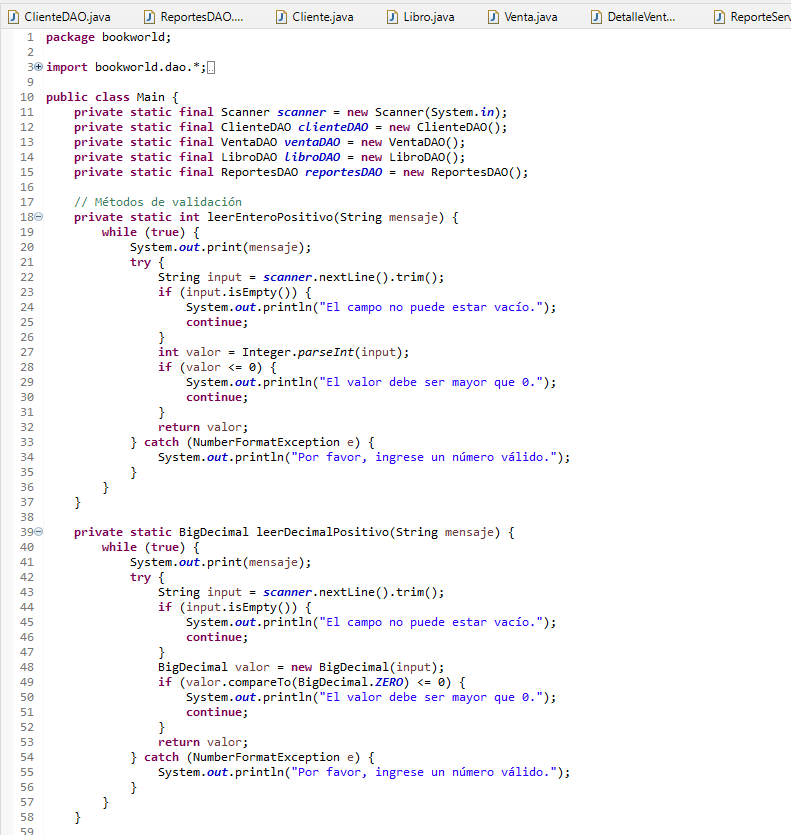 ClienteDAO.java ReportesDAO.... Cliente.java Libro.java Venta.java DetalleVent... ReporteServ
1 package bookworld;
2
3 import bookworld.dao.*;
9
10 public class Main {
11     private static final Scanner scanner = new Scanner(System.in);
12     private static final ClienteDAO clienteDAO = new ClienteDAO();
13     private static final VentaDAO ventaDAO = new VentaDAO();
14     private static final LibroDAO libroDAO = new LibroDAO();
15     private static final ReportesDAO reportesDAO = new ReportesDAO();
16
17     // Métodos de validación
18     private static int leerEnteroPositivo(String mensaje) {
19         while (true) {
20             System.out.print(mensaje);
21             try {
22                 String input = scanner.nextLine().trim();
23                 if (input.isEmpty()) {
24                     System.out.println("El campo no puede estar vacío.");
25                     continue;
26                 }
27                 int valor = Integer.parseInt(input);
28                 if (valor <= 0) {
29                     System.out.println("El valor debe ser mayor que 0.");
30                     continue;
31                 }
32                 return valor;
33             } catch (NumberFormatException e) {
34                 System.out.println("Por favor, ingrese un número válido.");
35             }
36         }
37     }
38
39     private static BigDecimal leerDecimalPositivo(String mensaje) {
40         while (true) {
41             System.out.print(mensaje);
42             try {
43                 String input = scanner.nextLine().trim();
44                 if (input.isEmpty()) {
45                     System.out.println("El campo no puede estar vacío.");
46                     continue;
47                 }
48                 BigDecimal valor = new BigDecimal(input);
49                 if (valor.compareTo(BigDecimal.ZERO) <= 0) {
50                     System.out.println("El valor debe ser mayor que 0.");
51                     continue;
52                 }
53                 return valor;
54             } catch (NumberFormatException e) {
55                 System.out.println("Por favor, ingrese un número válido.");
56             }
57         }
58     }
59